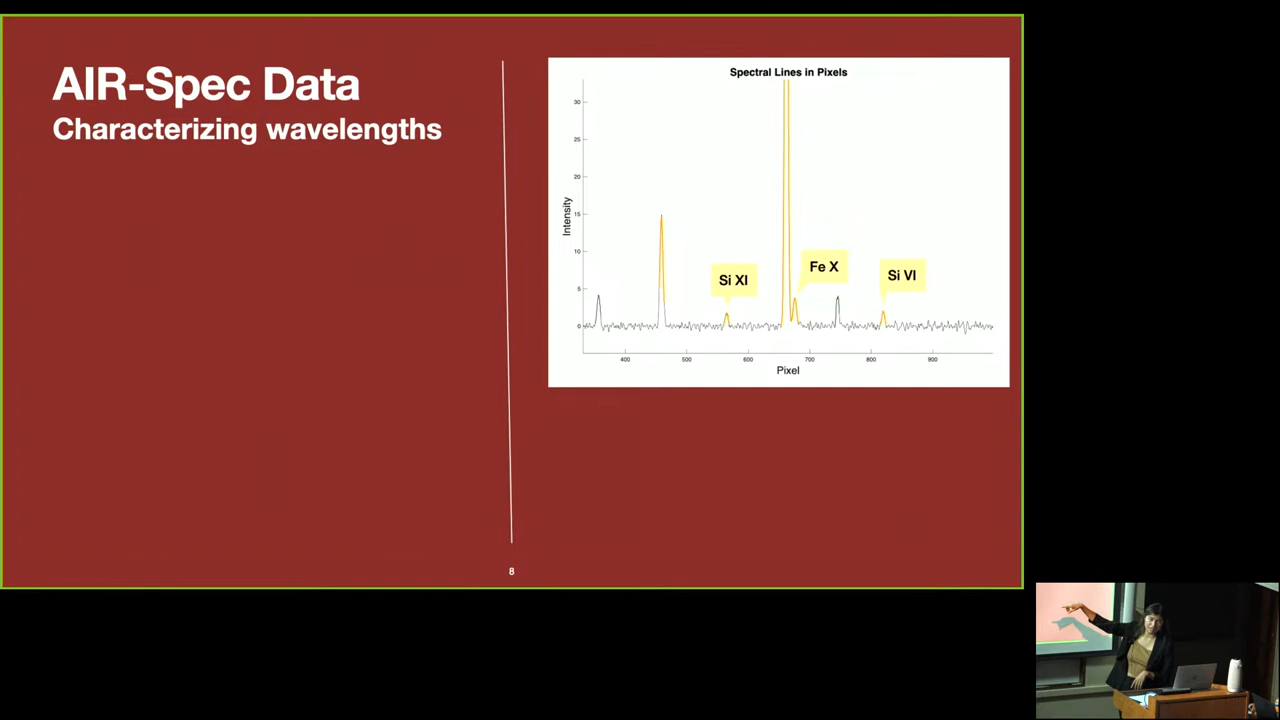 AIR-Spec Data
Characterizing wavelengths
Spectral Lines in Pixels
30
25
20
15
10
5
0
Intensity
Si XI
Fe X
Si VI
400
500
600
700
800
900
Pixel
8